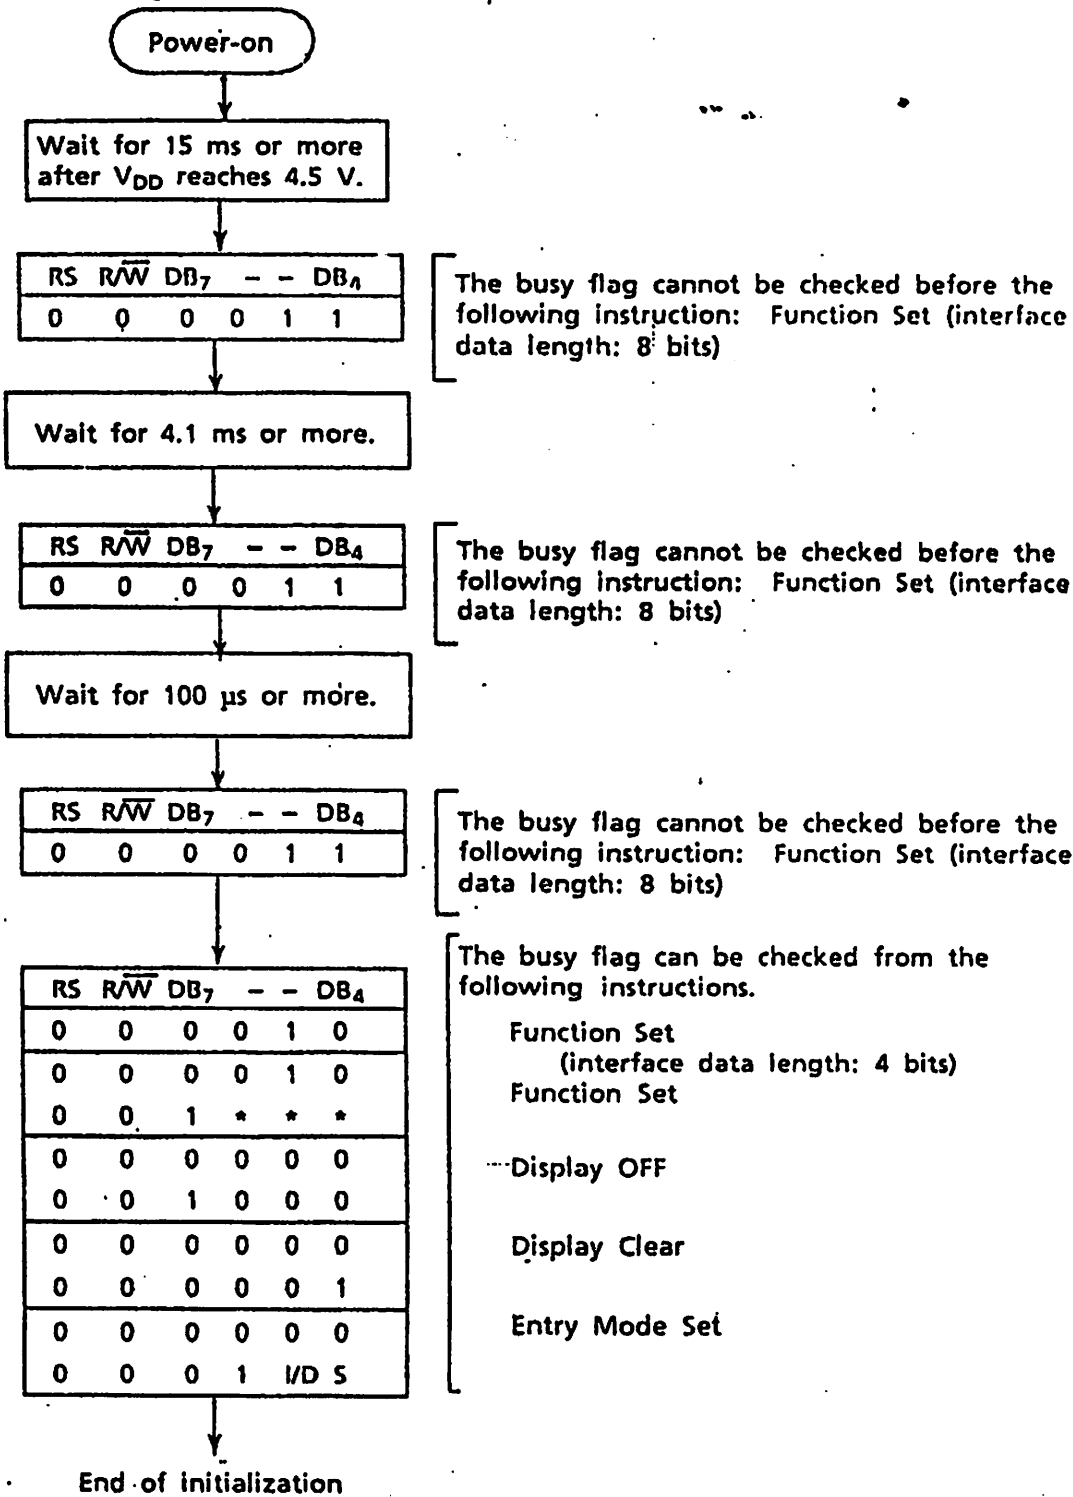 Power-on
Wait for 15 ms or more
after VDD reaches 4.5 V.
RS R/W̅ DB7 - - DB4
0 0 0 0 1 1
The busy flag cannot be checked before the
following instruction: Function Set (interface
data length: 8 bits)
Wait for 4.1 ms or more.
RS R/W̅ DB7 - - DB4
0 0 0 0 1 1
The busy flag cannot be checked before the
following instruction: Function Set (interface
data length: 8 bits)
Wait for 100 µs or more.
RS R/W̅ DB7 - - DB4
0 0 0 0 1 1
The busy flag cannot be checked before the
following instruction: Function Set (interface
data length: 8 bits)
RS R/W̅ DB7 - - DB4
0 0 0 0 1 0
0 0 0 0 1 0
0 0 1 * * *
0 0 0 0 0 0
0 0 1 0 0 0
0 0 0 0 0 0
0 0 0 0 0 1
0 0 0 0 0 0
0 0 0 1 I/D S
The busy flag can be checked from the
following instructions.
Function Set
(interface data length: 4 bits)
Function Set
Display OFF
Display Clear
Entry Mode Set
End of initialization